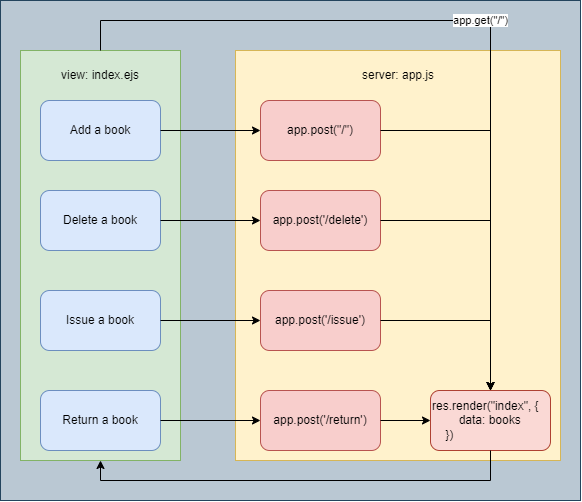 app.get("/")
view: index.ejs
server: app.js
Add a book
app.post("/")
Delete a book
app.post('/delete')
Issue a book
app.post('/issue')
Return a book
app.post('/return')
res.render("index", {
data: books
})